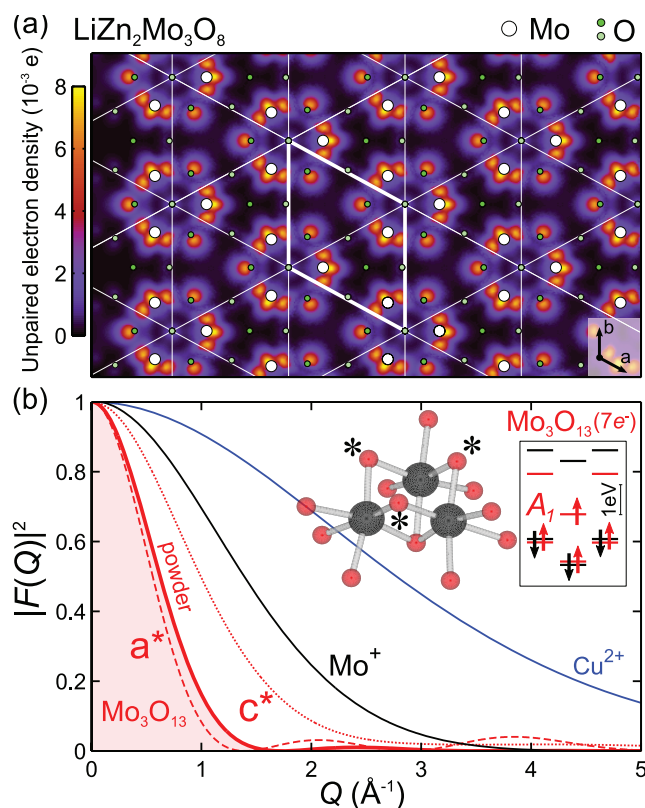 (a) LiZn₂Mo₃O₈ Mo O
Unpaired electron density (10⁻³ e)
8
6
4
2
0
b
a
(b)
Mo₃O₁₃(7e⁻)
1eV
A₁
* * *
powder
a*
c*
Mo₃O₁₃
Mo⁺
Cu²⁺
|F(Q)|²
1
0.8
0.6
0.4
0.2
0
0 1 2 3 4 5
Q (Å⁻¹)